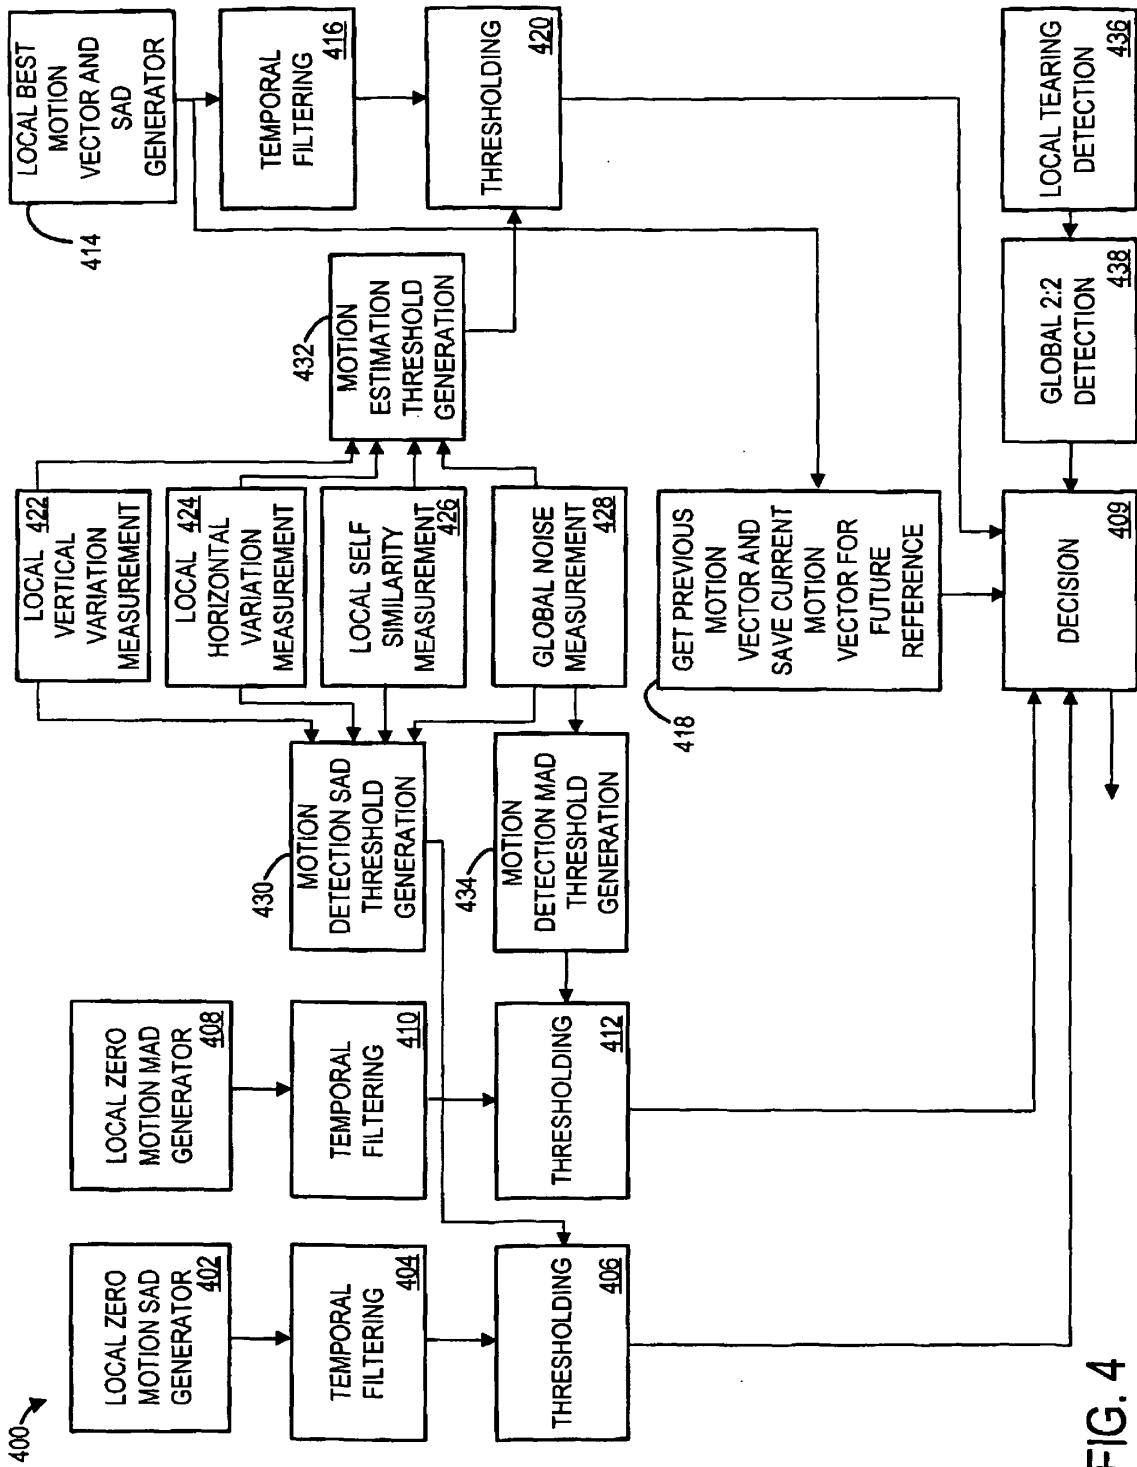 400
LOCAL ZERO
MOTION SAD
GENERATOR 402
TEMPORAL
FILTERING 404
THRESHOLDING
406
LOCAL ZERO
MOTION MAD
GENERATOR 408
TEMPORAL
FILTERING 410
THRESHOLDING
412
430
MOTION
DETECTION SAD
THRESHOLD
GENERATION
434
MOTION
DETECTION MAD
THRESHOLD
GENERATION
LOCAL 422
VERTICAL
VARIATION
MEASUREMENT
LOCAL 424
HORIZONTAL
VARIATION
MEASUREMENT
LOCAL SELF
SIMILARITY
MEASUREMENT 426
GLOBAL NOISE
MEASUREMENT 428
432
MOTION
ESTIMATION
THRESHOLD
GENERATION
418
GET PREVIOUS
MOTION
VECTOR AND
SAVE CURRENT
MOTION
VECTOR FOR
FUTURE
REFERENCE
414
LOCAL BEST
MOTION
VECTOR AND
SAD
GENERATOR
TEMPORAL
FILTERING 416
THRESHOLDING
420
DECISION
409
GLOBAL 2:2
DETECTION 438
LOCAL TEARING
DETECTION 436
FIG. 4